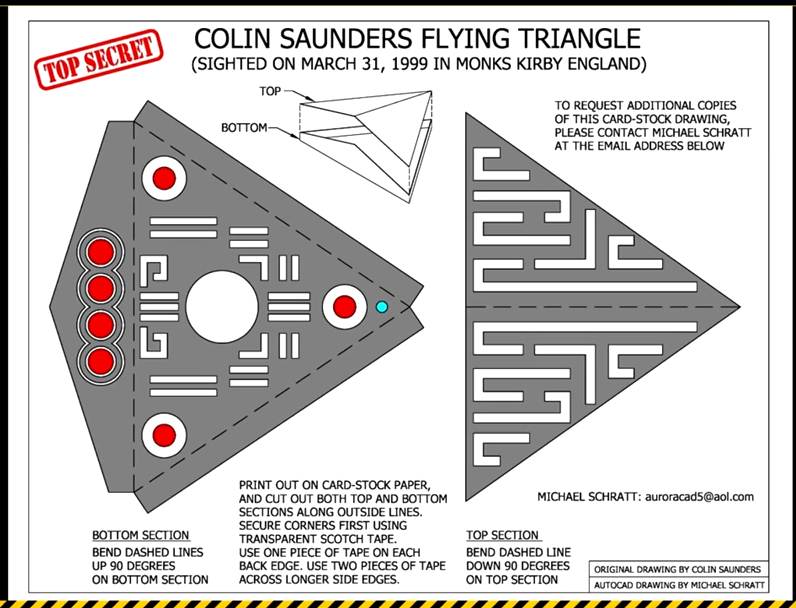 COLIN SAUNDERS FLYING TRIANGLE
(SIGHTED ON MARCH 31, 1999 IN MONKS KIRBY ENGLAND)
TOP SECRET
TOP
BOTTOM
TO REQUEST ADDITIONAL COPIES
OF THIS CARD-STOCK DRAWING,
PLEASE CONTACT MICHAEL SCHRATT
AT THE EMAIL ADDRESS BELOW
BOTTOM SECTION
BEND DASHED LINES
UP 90 DEGREES
ON BOTTOM SECTION
PRINT OUT ON CARD-STOCK PAPER,
AND CUT OUT BOTH TOP AND BOTTOM
SECTIONS ALONG OUTSIDE LINES.
SECURE CORNERS FIRST USING
TRANSPARENT SCOTCH TAPE.
USE ONE PIECE OF TAPE ON EACH
BACK EDGE. USE TWO PIECES OF TAPE
ACROSS LONGER SIDE EDGES.
MICHAEL SCHRATT: auroracad5@aol.com
TOP SECTION
BEND DASHED LINE
DOWN 90 DEGREES
ON TOP SECTION
ORIGINAL DRAWING BY COLIN SAUNDERS
AUTOCAD DRAWING BY MICHAEL SCHRATT